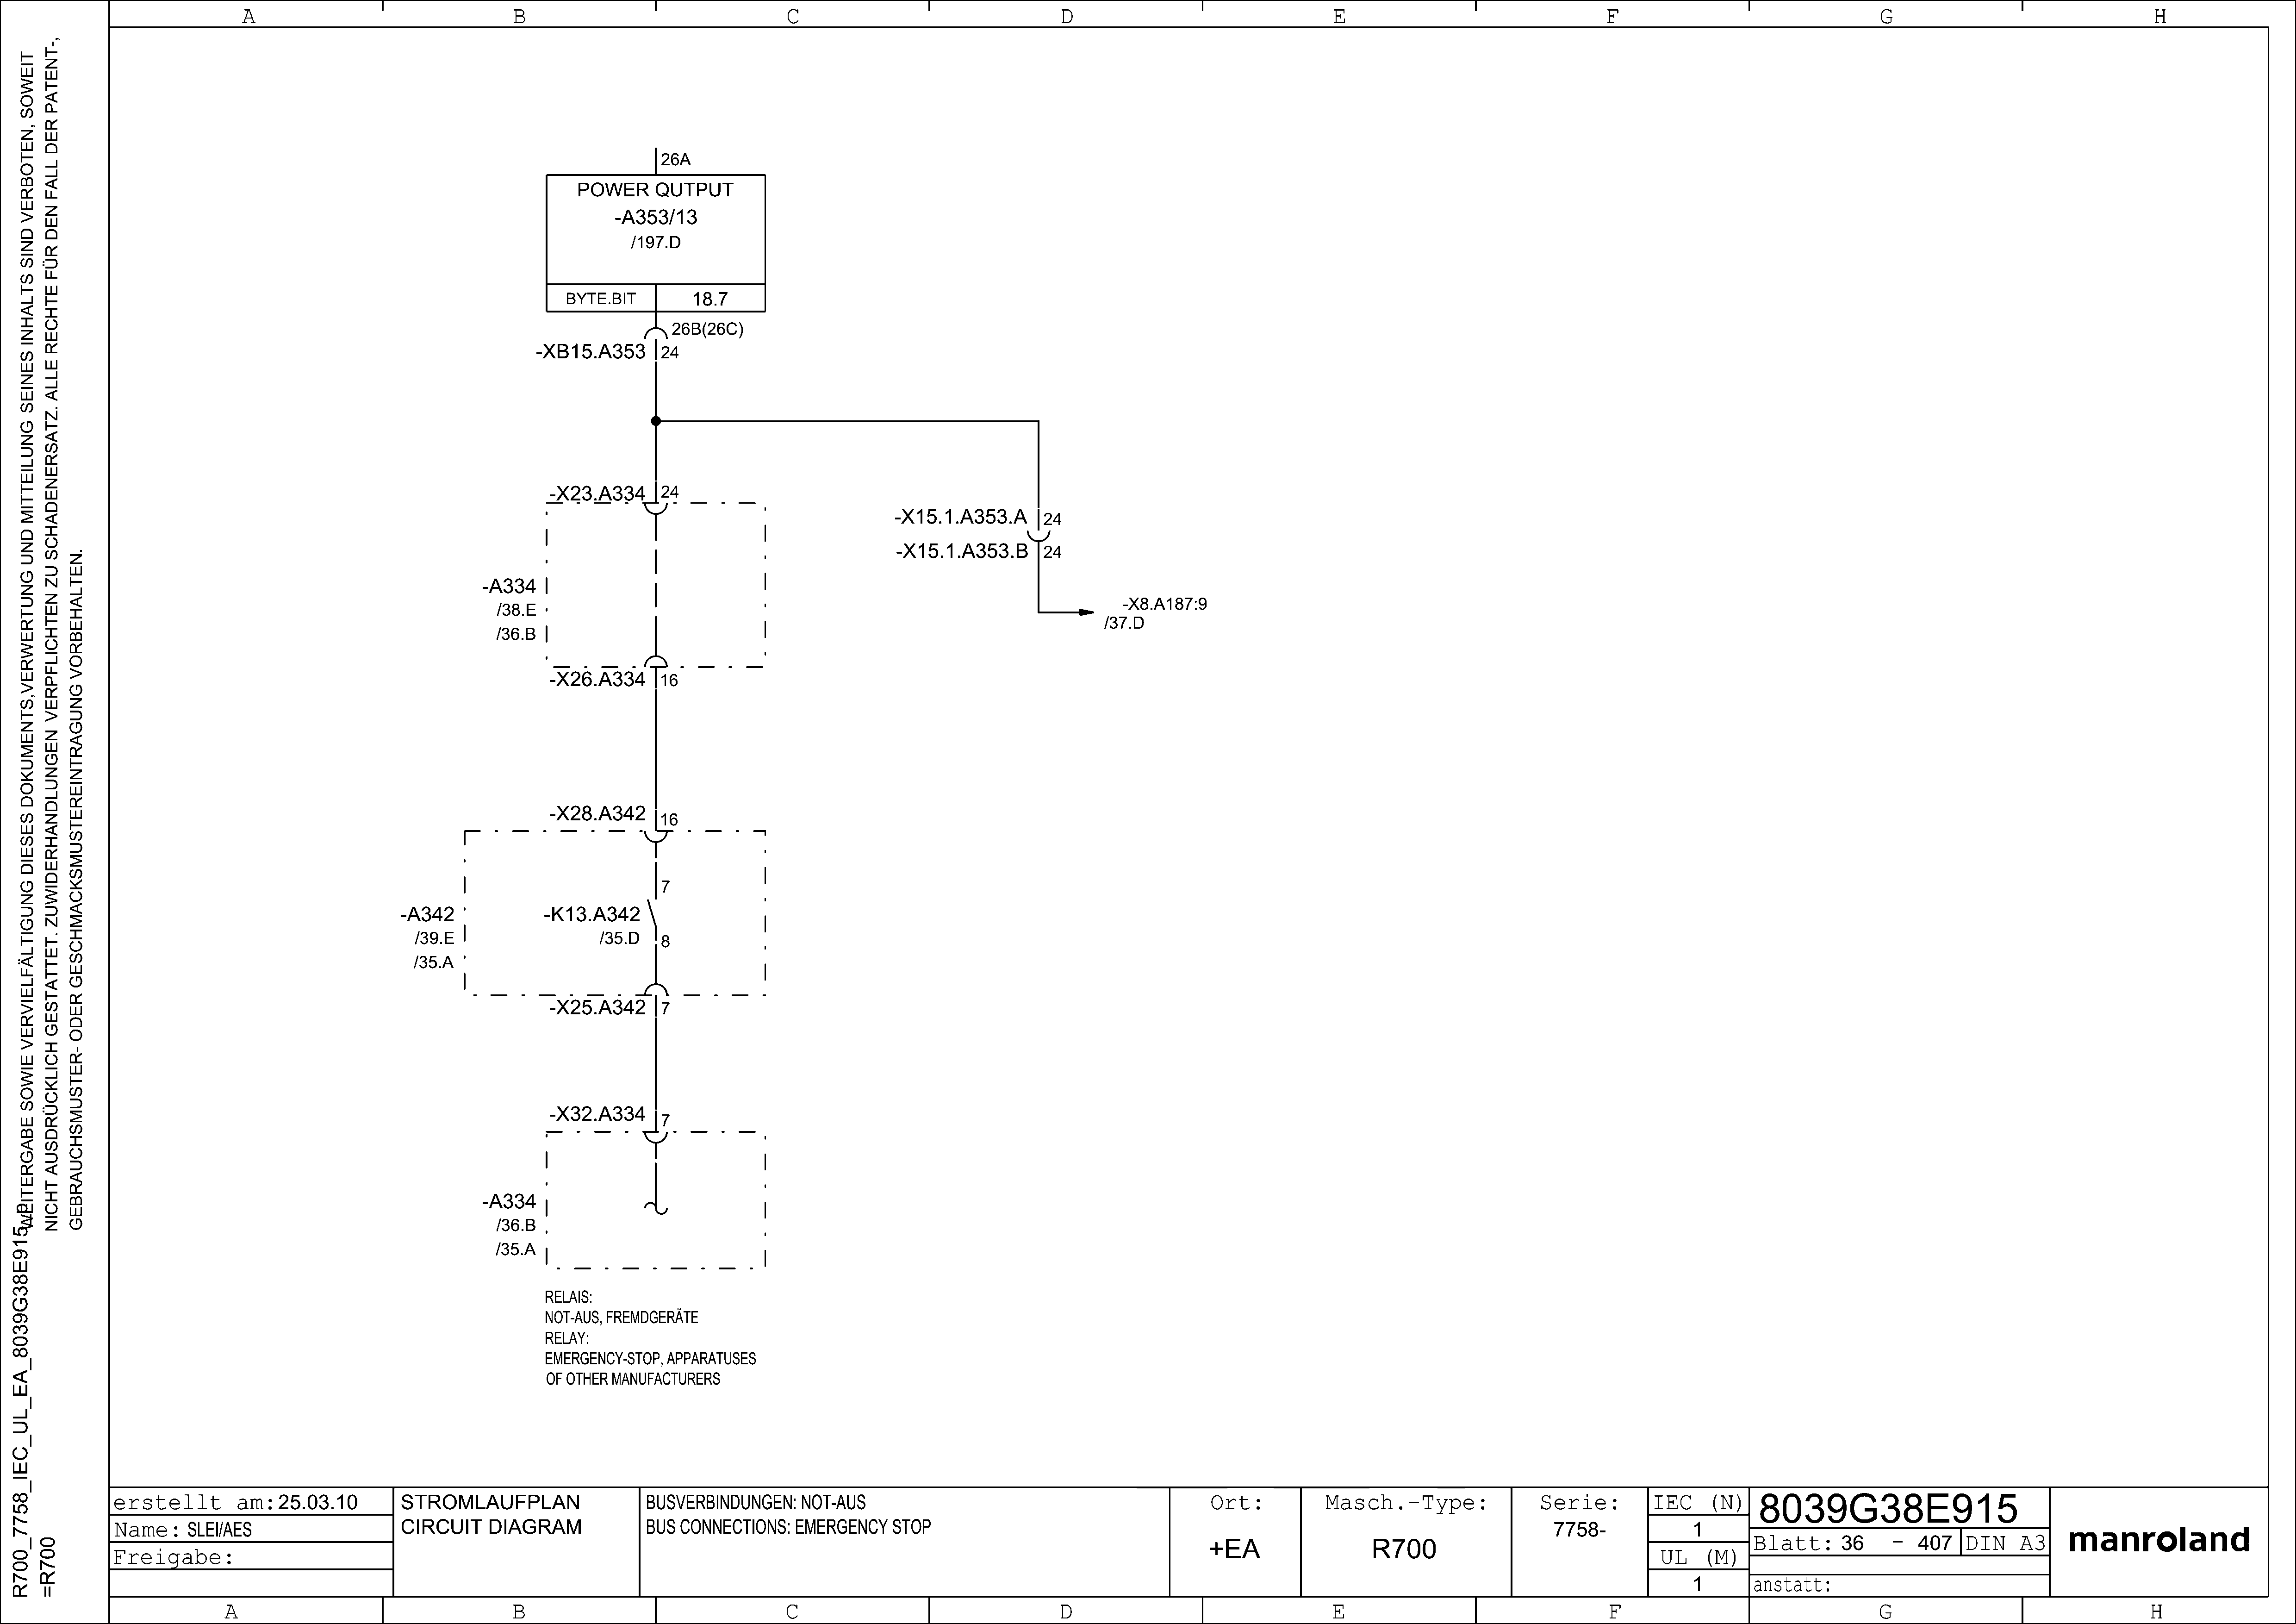 A B C D E F G H
WEITERGABE SOWIE VERVIELFÄLTIGUNG DIESES DOKUMENTS,VERWERTUNG UND MITTEILUNG SEINES INHALTS SIND VERBOTEN, SOWEIT
NICHT AUSDRÜCKLICH GESTATTET. ZUWIDERHANDLUNGEN VERPFLICHTEN ZU SCHADENERSATZ. ALLE RECHTE FÜR DEN FALL DER PATENT-,
GEBRAUCHSMUSTER- ODER GESCHMACKSMUSTEREINTRAGUNG VORBEHALTEN.
26A
POWER QUTPUT
-A353/13
/197.D
BYTE.BIT 18.7
26B(26C)
-XB15.A353 24
-X23.A334 24
-X15.1.A353.A 24
-X15.1.A353.B 24
-A334
/38.E
/36.B
-X8.A187:9
/37.D
-X26.A334 16
-X28.A342 16
7
-A342 -K13.A342
/39.E /35.D 8
/35.A
-X25.A342 7
-X32.A334 7
-A334
/36.B
/35.A
RELAIS:
NOT-AUS, FREMDGERÄTE
RELAY:
EMERGENCY-STOP, APPARATUSES
OF OTHER MANUFACTURERS
=R700
erstellt am: 25.03.10
Name: SLEI/AES
Freigabe:
STROMLAUFPLAN
CIRCUIT DIAGRAM
BUSVERBINDUNGEN: NOT-AUS
BUS CONNECTIONS: EMERGENCY STOP
Ort:
+EA
Masch.-Type:
R700
Serie:
7758-
IEC (N)
1
UL (M)
1
8039G38E915
Blatt: 36 - 407 DIN A3
anstatt:
manroland
A B C D E F G H